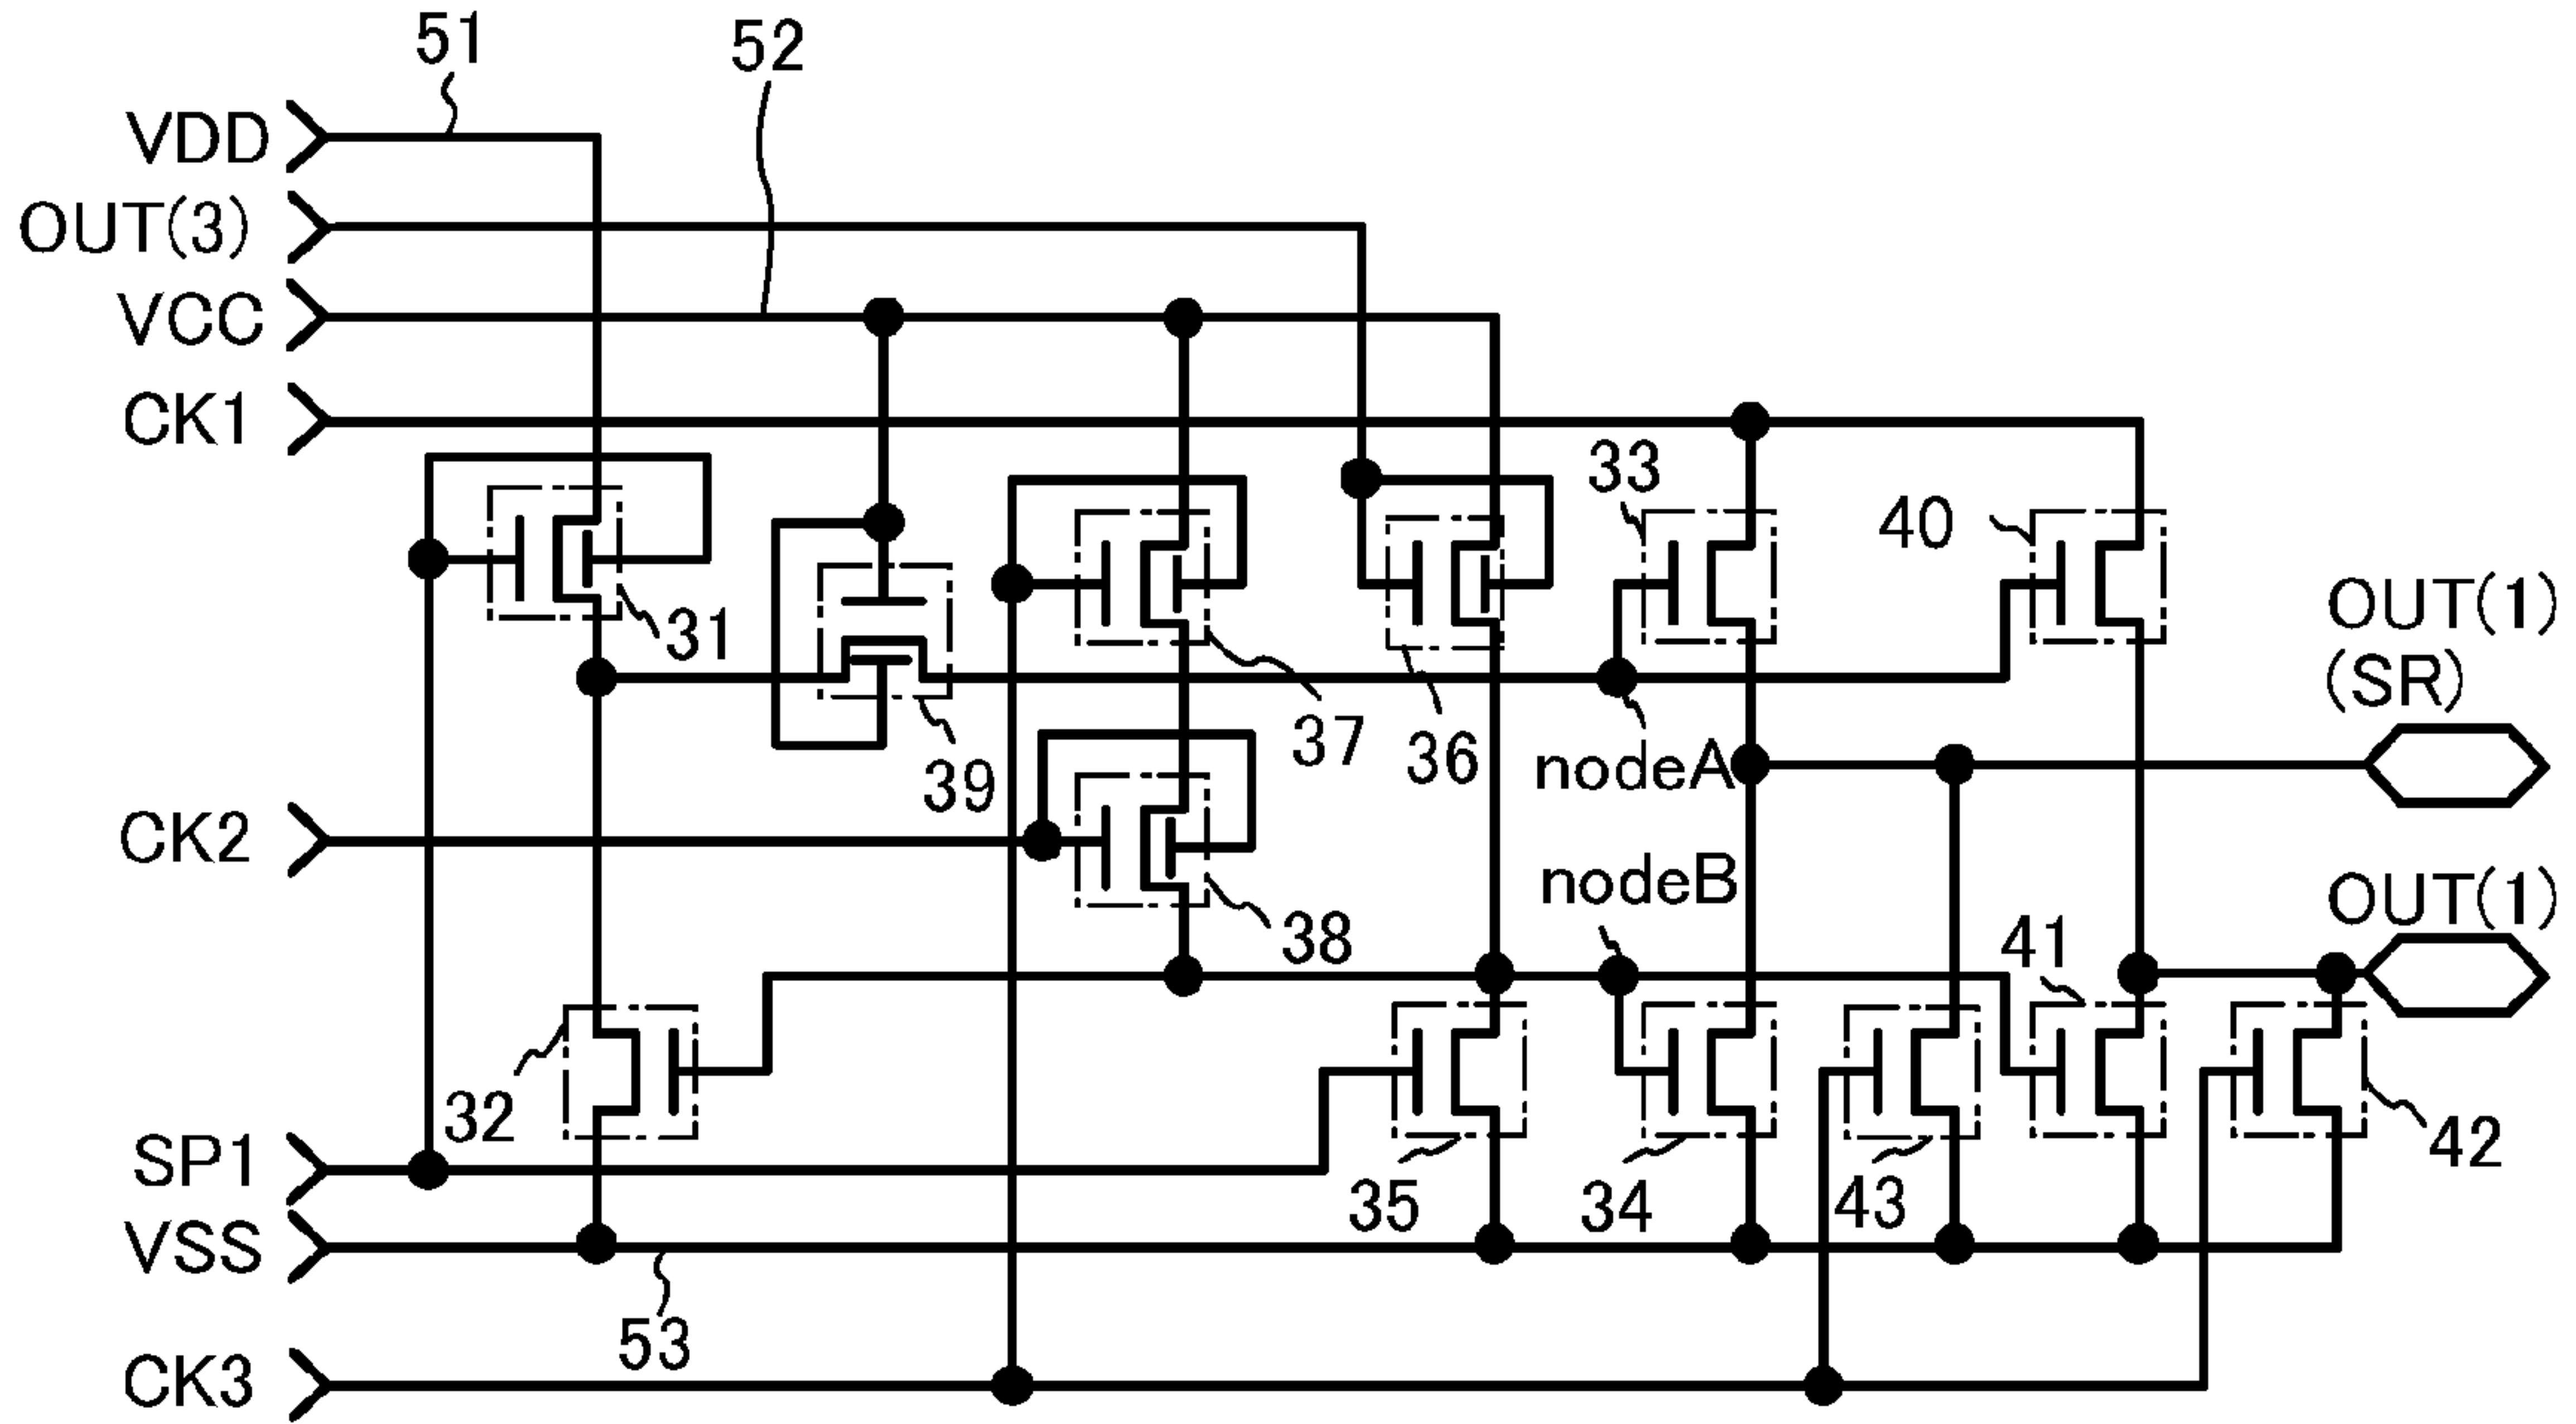 51
52
VDD
OUT(3)
VCC
CK1
33
40
31
OUT(1)
(SR)
37
36
nodeA
39
CK2
nodeB
38
41
OUT(1)
32
SP1
42
35
34
43
VSS
53
CK3